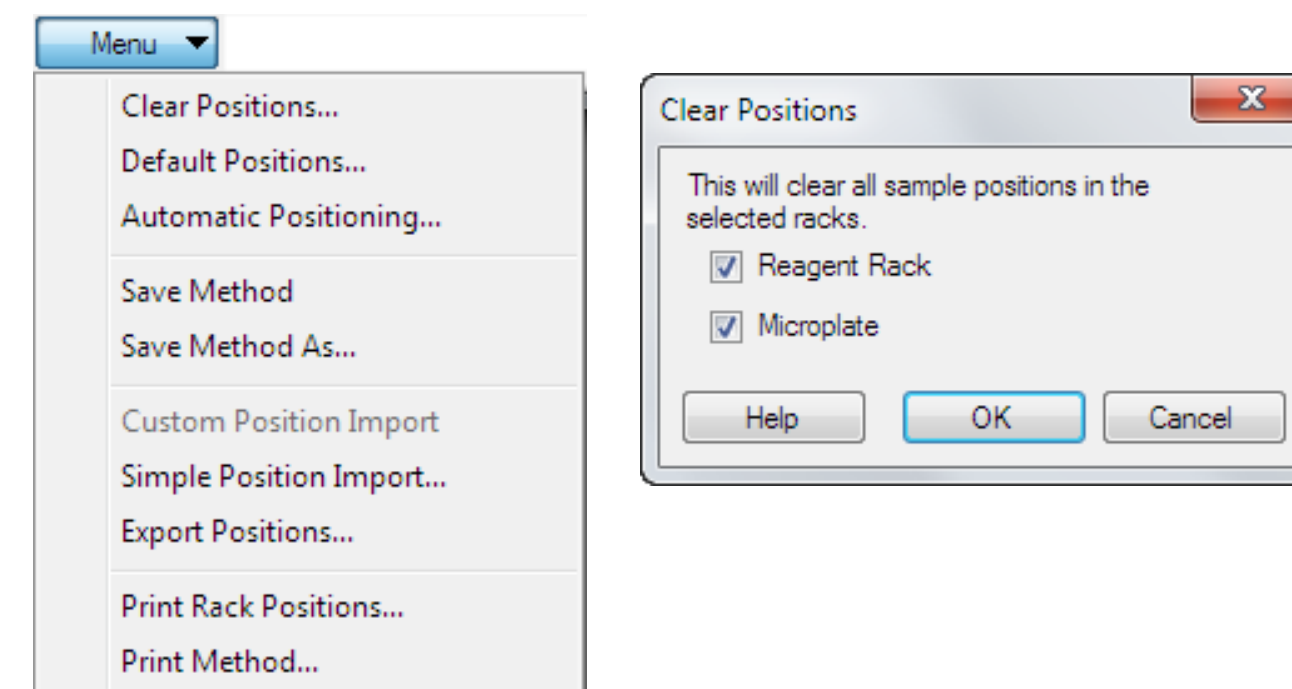 Menu
Clear Positions...
Default Positions...
Automatic Positioning...
Save Method
Save Method As...
Custom Position Import
Simple Position Import...
Export Positions...
Print Rack Positions...
Print Method...
Clear Positions
This will clear all sample positions in the
selected racks.
Reagent Rack
Microplate
Help OK Cancel